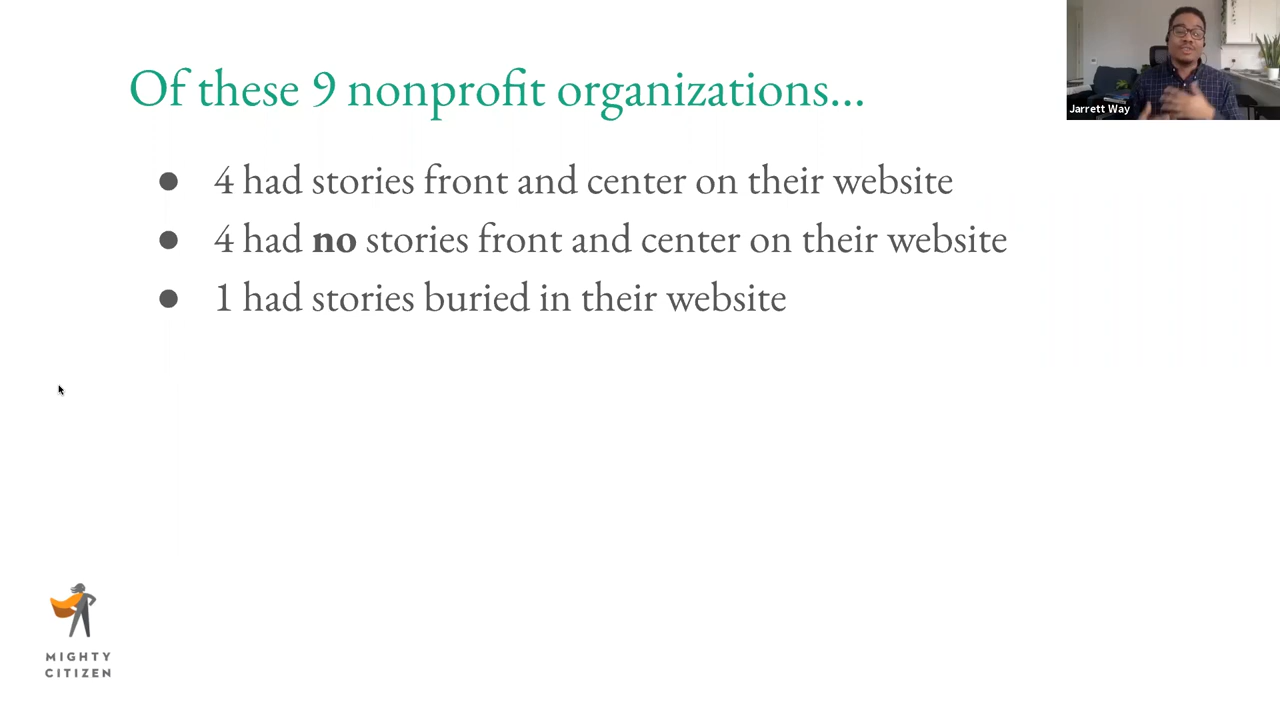 Of these 9 nonprofit organizations...
● 4 had stories front and center on their website
● 4 had no stories front and center on their website
● 1 had stories buried in their website
Jarrett Way
MIGHTY
CITIZEN